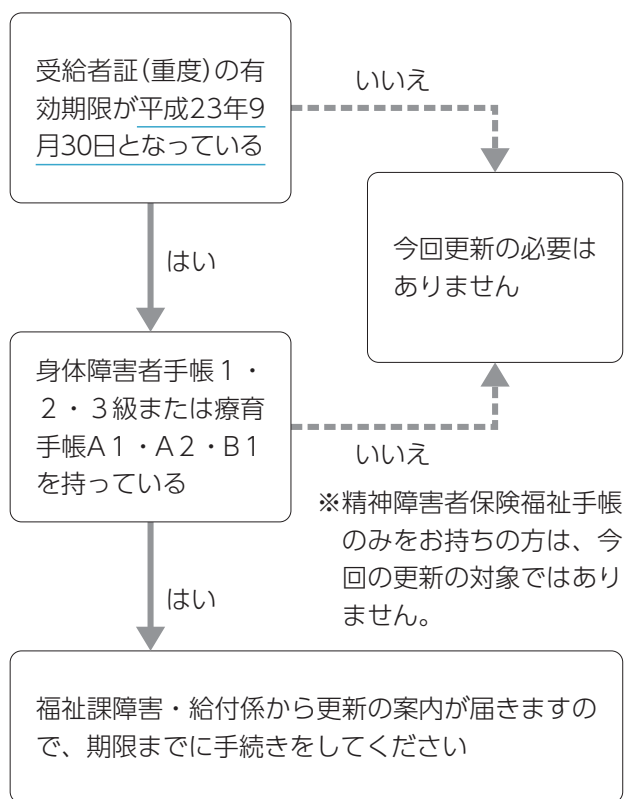 受給者証(重度)の有
効期限が平成23年9
月30日となっている
いいえ
はい
今回更新の必要は
ありません
身体障害者手帳1・
2・3級または療育
手帳A1・A2・B1
を持っている
いいえ
※精神障害者保険福祉手帳
のみをお持ちの方は、今
回の更新の対象ではあり
ません。
はい
福祉課障害・給付係から更新の案内が届きますの
で、期限までに手続きをしてください